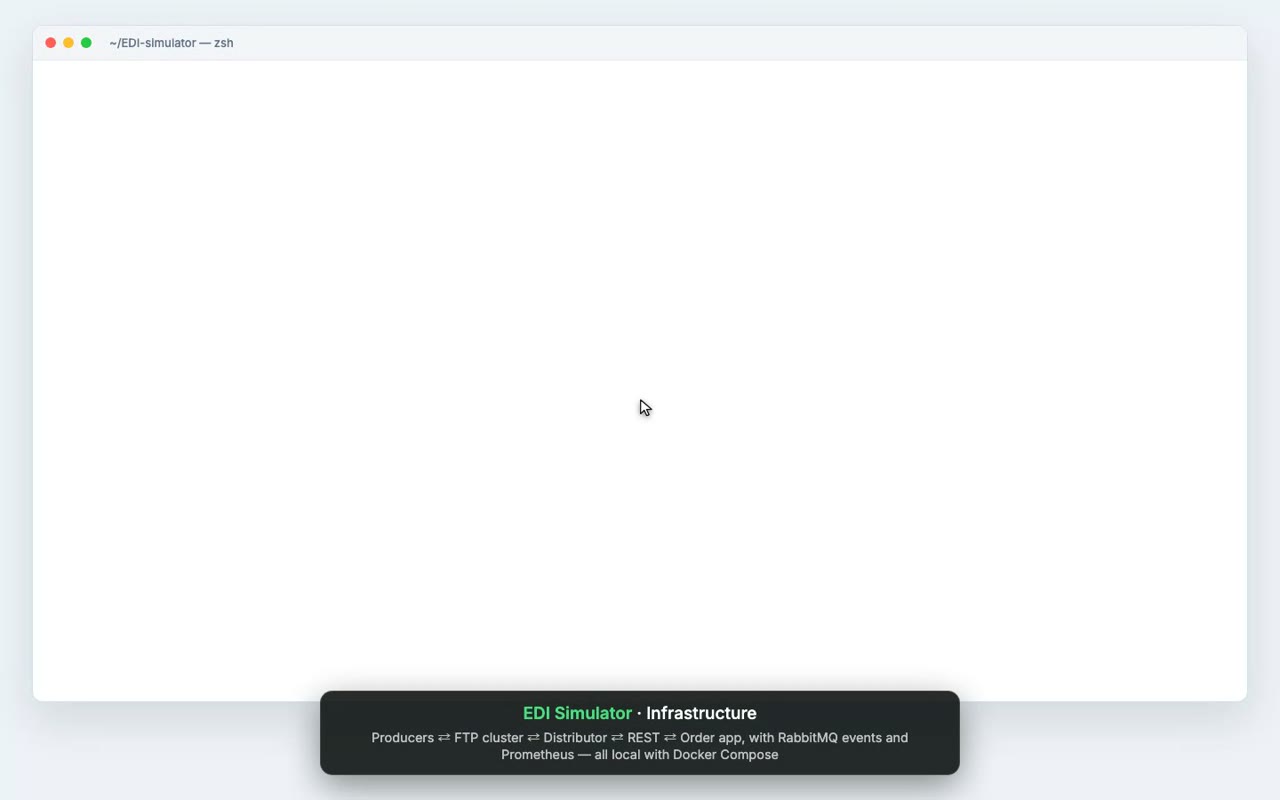 ~/EDI-simulator — zsh
EDI Simulator · Infrastructure
Producers ⇄ FTP cluster ⇄ Distributor ⇄ REST ⇄ Order app, with RabbitMQ events and
Prometheus — all local with Docker Compose